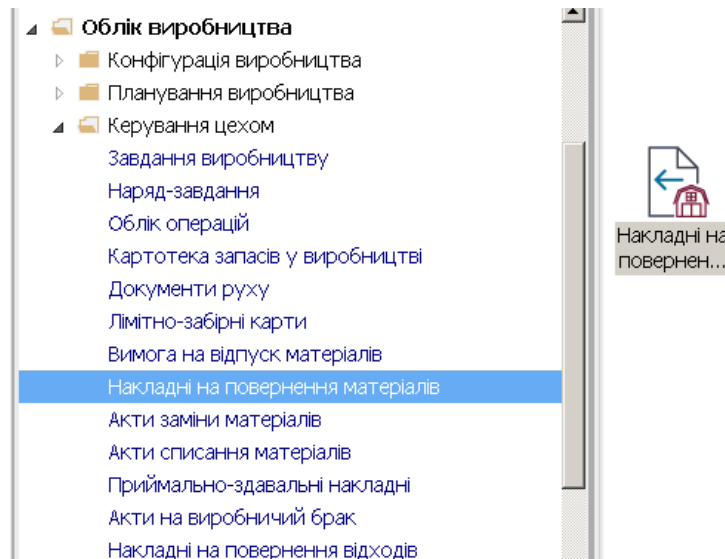 Облік виробництва
Конфігурація виробництва
Планування виробництва
Керування цехом
Завдання виробництву
Наряд-завдання
Облік операцій
Картотека запасів у виробництві
Документи руху
Лімітно-забірні карти
Вимога на відпуск матеріалів
Накладні на повернення матеріалів
Акти заміни матеріалів
Акти списання матеріалів
Приймально-здавальні накладні
Акти на виробничий брак
Накладні на повернення відходів
Накладні на
повернен...